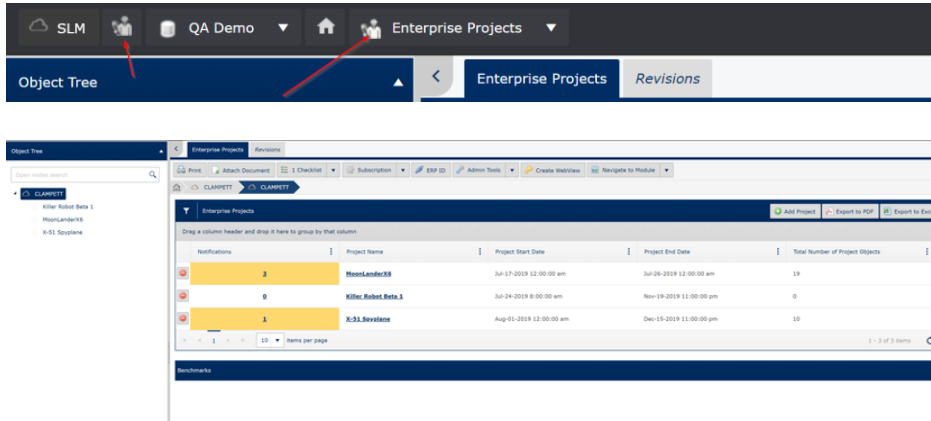 SLM QA Demo Enterprise Projects
Object Tree Enterprise Projects Revisions
Object Tree Enterprise Projects Revisions
Open nodes search Print Attach Document 1 Checklist Subscription ERP ID Admin Tools Create WebView Navigate to Module
CLAMPETT CLAMPETT CLAMPETT
Killer Robot Beta 1
MoonLanderX6
X-51 Spyplane
Enterprise Projects Add Project Export to PDF Export to Exc
Drag a column header and drop it here to group by that column
Notifications Project Name Project Start Date Project End Date Total Number of Project Objects
3 MoonLanderX6 Jul-17-2019 12:00:00 am Jul-26-2019 12:00:00 am 19
0 Killer Robot Beta 1 Jul-24-2019 8:00:00 am Nov-19-2019 11:00:00 pm 0
1 X-51 Spyplane Aug-01-2019 12:00:00 am Dec-15-2019 11:00:00 pm 10
1 10 items per page 1 - 3 of 3 items
Benchmarks